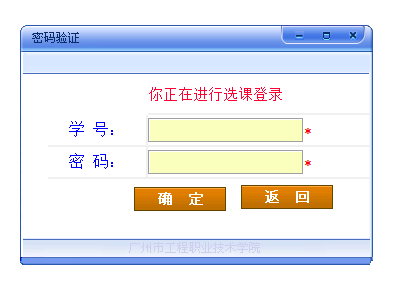 密码验证
你正在进行选课登录
学 号： *
密 码： *
确 定 返 回
广州市工程职业技术学院